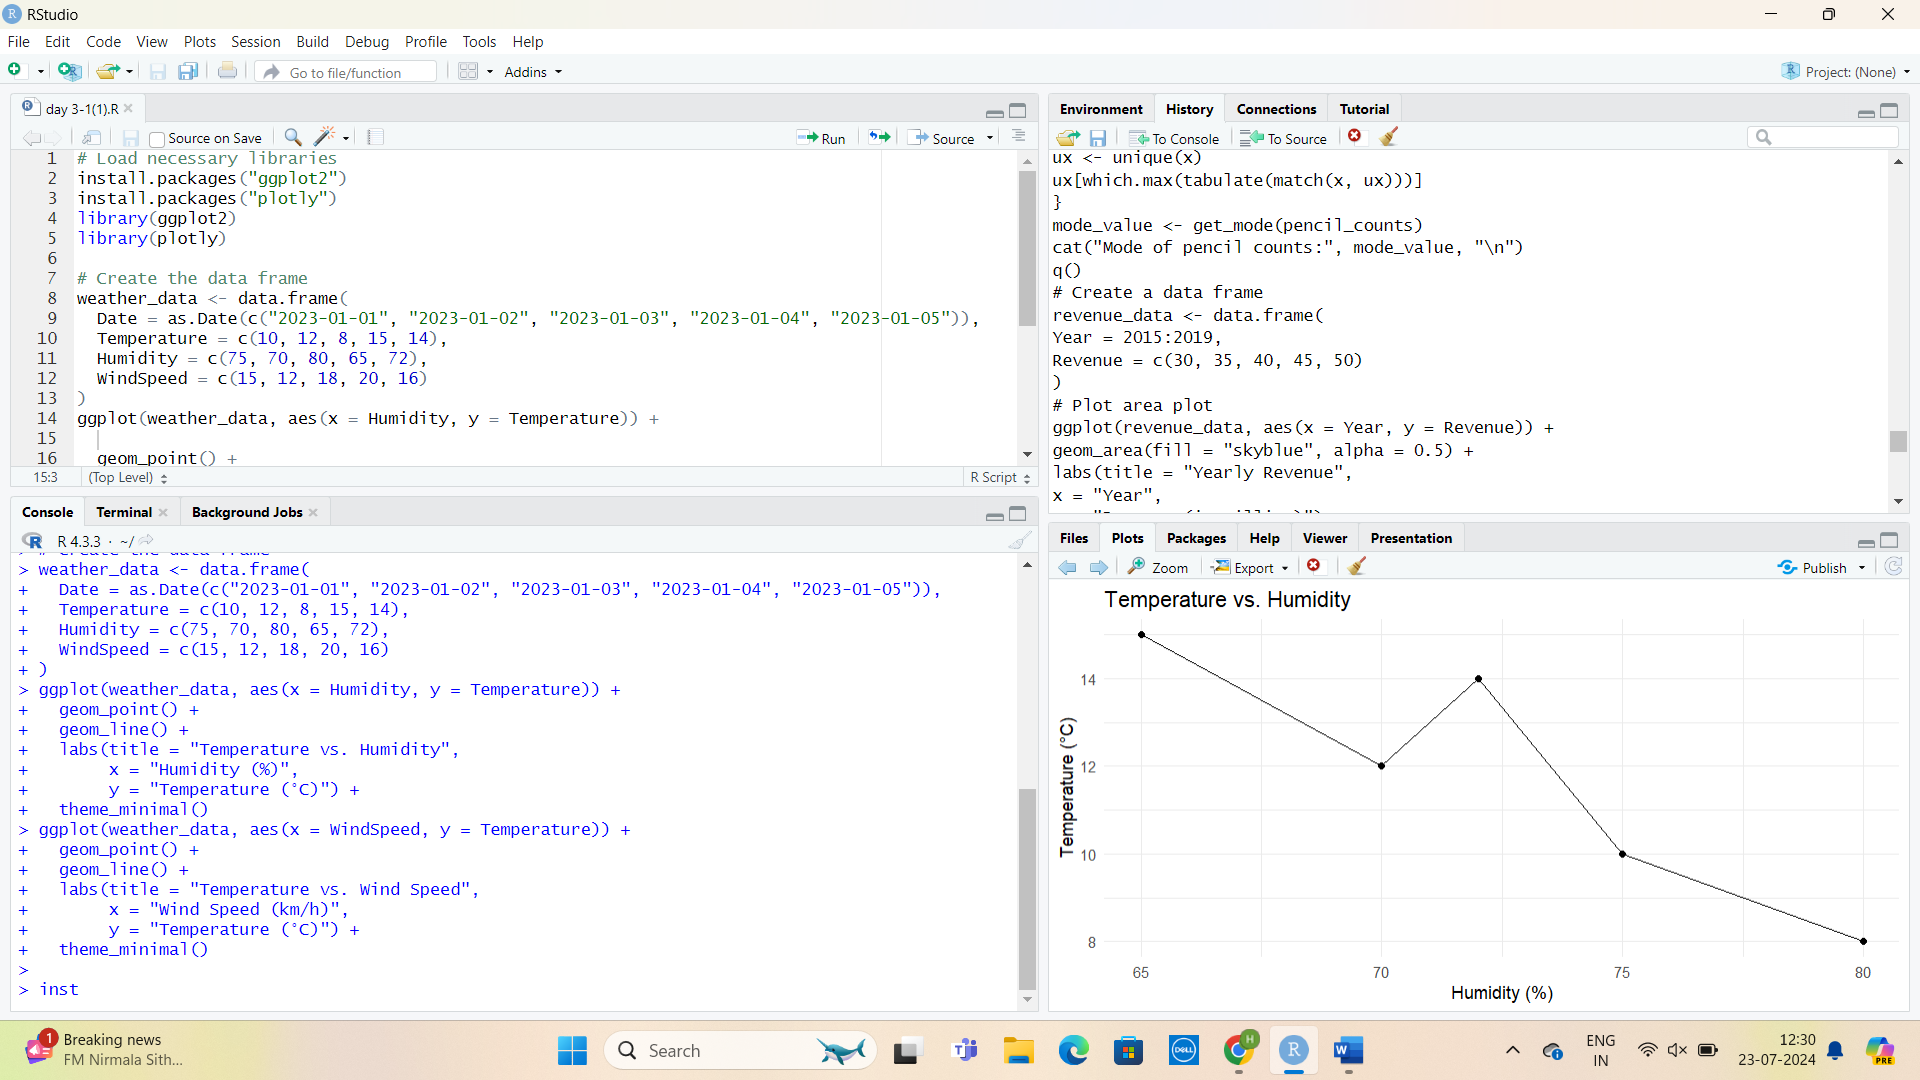 RStudio
File Edit Code View Plots Session Build Debug Profile Tools Help
Go to file/function Addins Project: (None)
day 3-1(1).R
Source on Save Run Source
1 # Load necessary libraries
2 install.packages("ggplot2")
3 install.packages("plotly")
4 library(ggplot2)
5 library(plotly)
6
7 # Create the data frame
8 weather_data <- data.frame(
9 Date = as.Date(c("2023-01-01", "2023-01-02", "2023-01-03", "2023-01-04", "2023-01-05")),
10 Temperature = c(10, 12, 8, 15, 14),
11 Humidity = c(75, 70, 80, 65, 72),
12 WindSpeed = c(15, 12, 18, 20, 16)
13 )
14 ggplot(weather_data, aes(x = Humidity, y = Temperature)) +
15
16 geom_point() +
15:3 (Top Level) R Script
Console Terminal Background Jobs
R 4.3.3 · ~/
> # Create the data frame
> weather_data <- data.frame(
+ Date = as.Date(c("2023-01-01", "2023-01-02", "2023-01-03", "2023-01-04", "2023-01-05")),
+ Temperature = c(10, 12, 8, 15, 14),
+ Humidity = c(75, 70, 80, 65, 72),
+ WindSpeed = c(15, 12, 18, 20, 16)
+ )
> ggplot(weather_data, aes(x = Humidity, y = Temperature)) +
+ geom_point() +
+ geom_line() +
+ labs(title = "Temperature vs. Humidity",
+ x = "Humidity (%)",
+ y = "Temperature (°C)") +
+ theme_minimal()
> ggplot(weather_data, aes(x = WindSpeed, y = Temperature)) +
+ geom_point() +
+ geom_line() +
+ labs(title = "Temperature vs. Wind Speed",
+ x = "Wind Speed (km/h)",
+ y = "Temperature (°C)") +
+ theme_minimal()
>
> inst
Environment History Connections Tutorial
To Console To Source
ux <- unique(x)
ux[which.max(tabulate(match(x, ux)))]
}
mode_value <- get_mode(pencil_counts)
cat("Mode of pencil counts:", mode_value, "\n")
q()
# Create a data frame
revenue_data <- data.frame(
Year = 2015:2019,
Revenue = c(30, 35, 40, 45, 50)
)
# Plot area plot
ggplot(revenue_data, aes(x = Year, y = Revenue)) +
geom_area(fill = "skyblue", alpha = 0.5) +
labs(title = "Yearly Revenue",
x = "Year",
Files Plots Packages Help Viewer Presentation
Zoom Export Publish
Temperature vs. Humidity
Temperature (°C)
14
12
10
8
65 70 75 80
Humidity (%)
1 Breaking news
FM Nirmala Sith...
Search
DELL
H
ENG
IN
12:30
23-07-2024
PRE